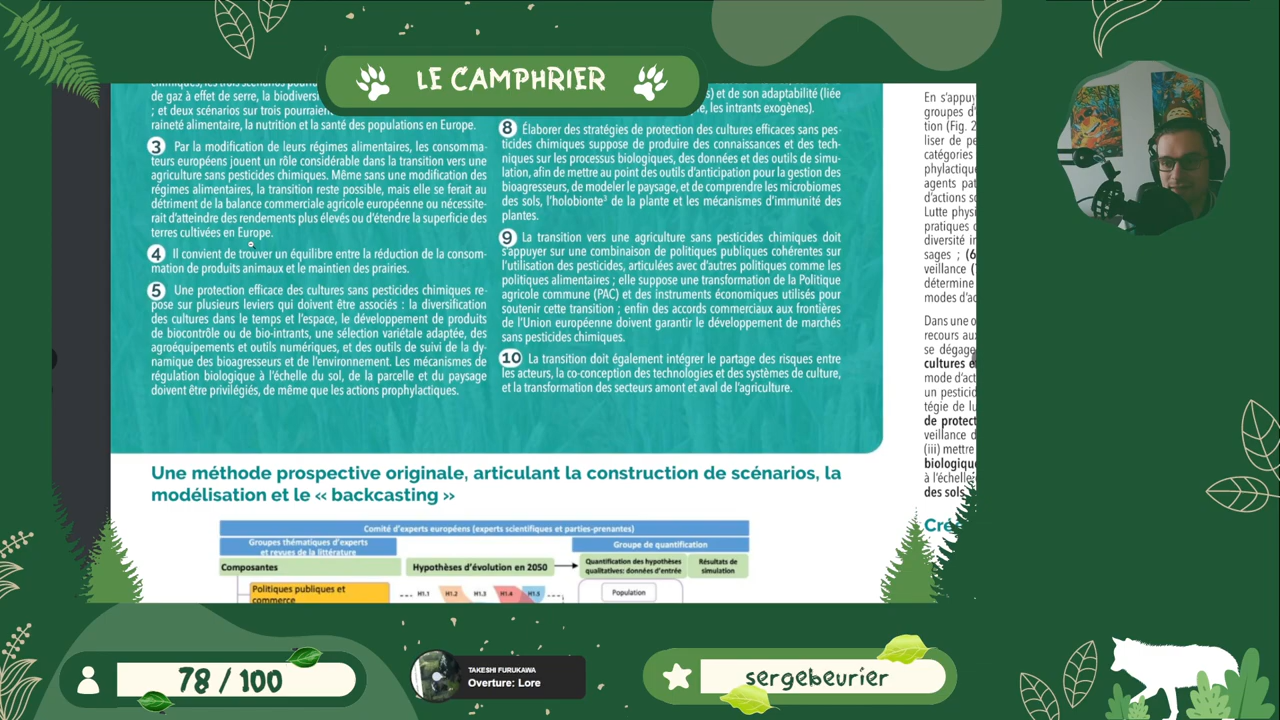 LE CAMPHRIER
de gaz à effet de serre, la biodiversi
; et deux scénarios sur trois pourraien
raineté alimentaire, la nutrition et la santé des populations en Europe.
3 Par la modification de leurs régimes alimentaires, les consomma-
teurs européens jouent un rôle considérable dans la transition vers une
agriculture sans pesticides chimiques. Même sans une modification des
régimes alimentaires, la transition reste possible, mais elle se ferait au
détriment de la balance commerciale agricole européenne ou nécessite-
rait d'atteindre des rendements plus élevés ou d'étendre la superficie des
terres cultivées en Europe.
4 Il convient de trouver un équilibre entre la réduction de la consom-
mation de produits animaux et le maintien des prairies.
5 Une protection efficace des cultures sans pesticides chimiques re-
pose sur plusieurs leviers qui doivent être associés : la diversification
des cultures dans le temps et l'espace, le développement de produits
de biocontrôle ou de bio-intrants, une sélection variétale adaptée, des
agroéquipements et outils numériques, et des outils de suivi de la dy-
namique des bioagresseurs et de l'environnement. Les mécanismes de
régulation biologique à l'échelle du sol, de la parcelle et du paysage
doivent être privilégiés, de même que les actions prophylactiques.
s) et de son adaptabilité (liée
e, les intrants exogènes).
8 Élaborer des stratégies de protection des cultures efficaces sans pes-
ticides chimiques suppose de produire des connaissances et des tech-
niques sur les processus biologiques, des données et des outils de simu-
lation, afin de mettre au point des outils d'anticipation pour la gestion des
bioagresseurs, de modeler le paysage, et de comprendre les microbiomes
des sols, l'holobionte³ de la plante et les mécanismes d'immunité des
plantes.
9 La transition vers une agriculture sans pesticides chimiques doit
s'appuyer sur une combinaison de politiques publiques cohérentes sur
l'utilisation des pesticides, articulées avec d'autres politiques comme les
politiques alimentaires ; elle suppose une transformation de la Politique
agricole commune (PAC) et des instruments économiques utilisés pour
soutenir cette transition ; enfin des accords commerciaux aux frontières
de l'Union européenne doivent garantir le développement de marchés
sans pesticides chimiques.
10 La transition doit également intégrer le partage des risques entre
les acteurs, la co-conception des technologies et des systèmes de culture,
et la transformation des secteurs amont et aval de l'agriculture.
En s'appuy
groupes d'
tion (Fig. 2
liser de pe
catégories
phylactique
agents pat
d'actions so
Lutte physi
pratiques c
diversité in
sages ; (6
veillance (
détermine
modes d'ac
Dans une o
recours aux
se dégage
cultures e
mode d'act
un pesticid
tégie de lu
de protect
veillance d
(iii) mettre
biologique
à l'échelle
des sols
Cré
Une méthode prospective originale, articulant la construction de scénarios, la
modélisation et le « backcasting »
Comité d'experts européens (experts scientifiques et parties-prenantes)
Groupes thématiques d'experts
et revues de la littérature
Groupe de quantification
Composantes
Hypothèses d'évolution en 2050
Quantification des hypothèses
qualitatives: données d'entrée
Résultats de
simulation
Politiques publiques et
commerce
H1.1 H1.2 H1.3 H1.4 H1.5
Population
78 / 100
TAKESHI FURUKAWA
Overture: Lore
sergebeurier